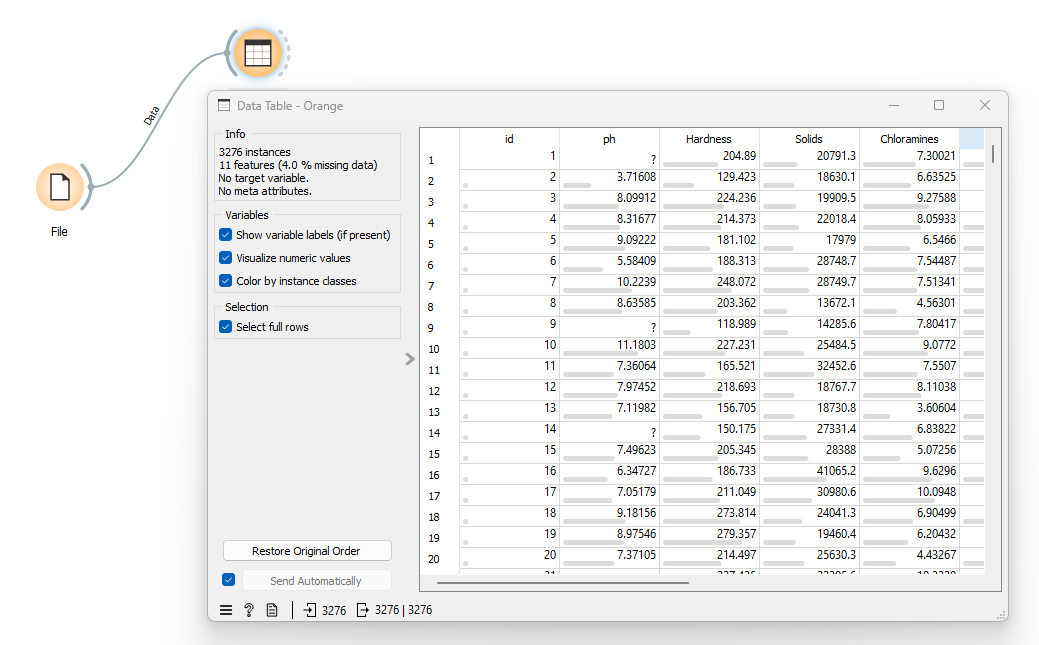 Data
File
Data Table - Orange
Info
3276 instances
11 features (4.0 % missing data)
No target variable.
No meta attributes.
Variables
Show variable labels (if present)
Visualize numeric values
Color by instance classes
Selection
Select full rows
Restore Original Order
Send Automatically
3276 3276 | 3276
id ph Hardness Solids Chloramines
1 1 ? 204.89 20791.3 7.30021
2 2 3.71608 129.423 18630.1 6.63525
3 3 8.09912 224.236 19909.5 9.27588
4 4 8.31677 214.373 22018.4 8.05933
5 5 9.09222 181.102 17979 6.5466
6 6 5.58409 188.313 28748.7 7.54487
7 7 10.2239 248.072 28749.7 7.51341
8 8 8.63585 203.362 13672.1 4.56301
9 9 ? 118.989 14285.6 7.80417
10 10 11.1803 227.231 25484.5 9.0772
11 11 7.36064 165.521 32452.6 7.5507
12 12 7.97452 218.693 18767.7 8.11038
13 13 7.11982 156.705 18730.8 3.60604
14 14 ? 150.175 27331.4 6.83822
15 15 7.49623 205.345 28388 5.07256
16 16 6.34727 186.733 41065.2 9.6296
17 17 7.05179 211.049 30980.6 10.0948
18 18 9.18156 273.814 24041.3 6.90499
19 19 8.97546 279.357 19460.4 6.20432
20 20 7.37105 214.497 25630.3 4.43267